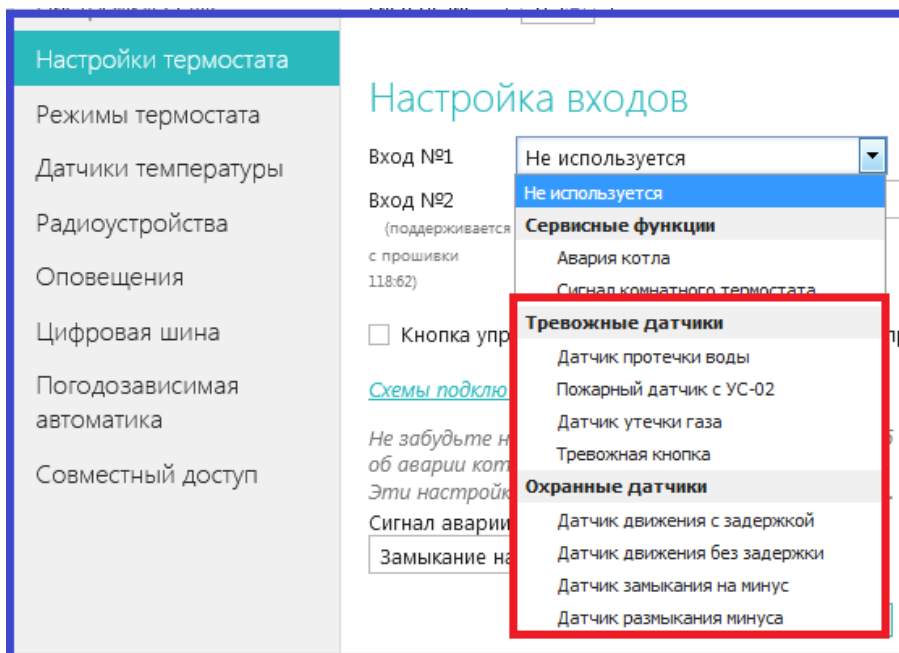 Настройки термостата
Режимы термостата
Датчики температуры
Радиоустройства
Оповещения
Цифровая шина
Погодозависимая
автоматика
Совместный доступ
Настройка входов
Вход №1
Не используется
Вход №2
(поддерживается
с прошивки
118:62)
Не используется
Сервисные функции
Авария котла
Сигнал комнатного термостата
Тревожные датчики
Датчик протечки воды
Пожарный датчик с УС-02
Датчик утечки газа
Тревожная кнопка
Охранные датчики
Датчик движения с задержкой
Датчик движения без задержки
Датчик замыкания на минус
Датчик размыкания минуса
Кнопка упр
Схемы подклю
Не забудьте н
об аварии кот
Эти настройк
Сигнал аварии
Замыкание на